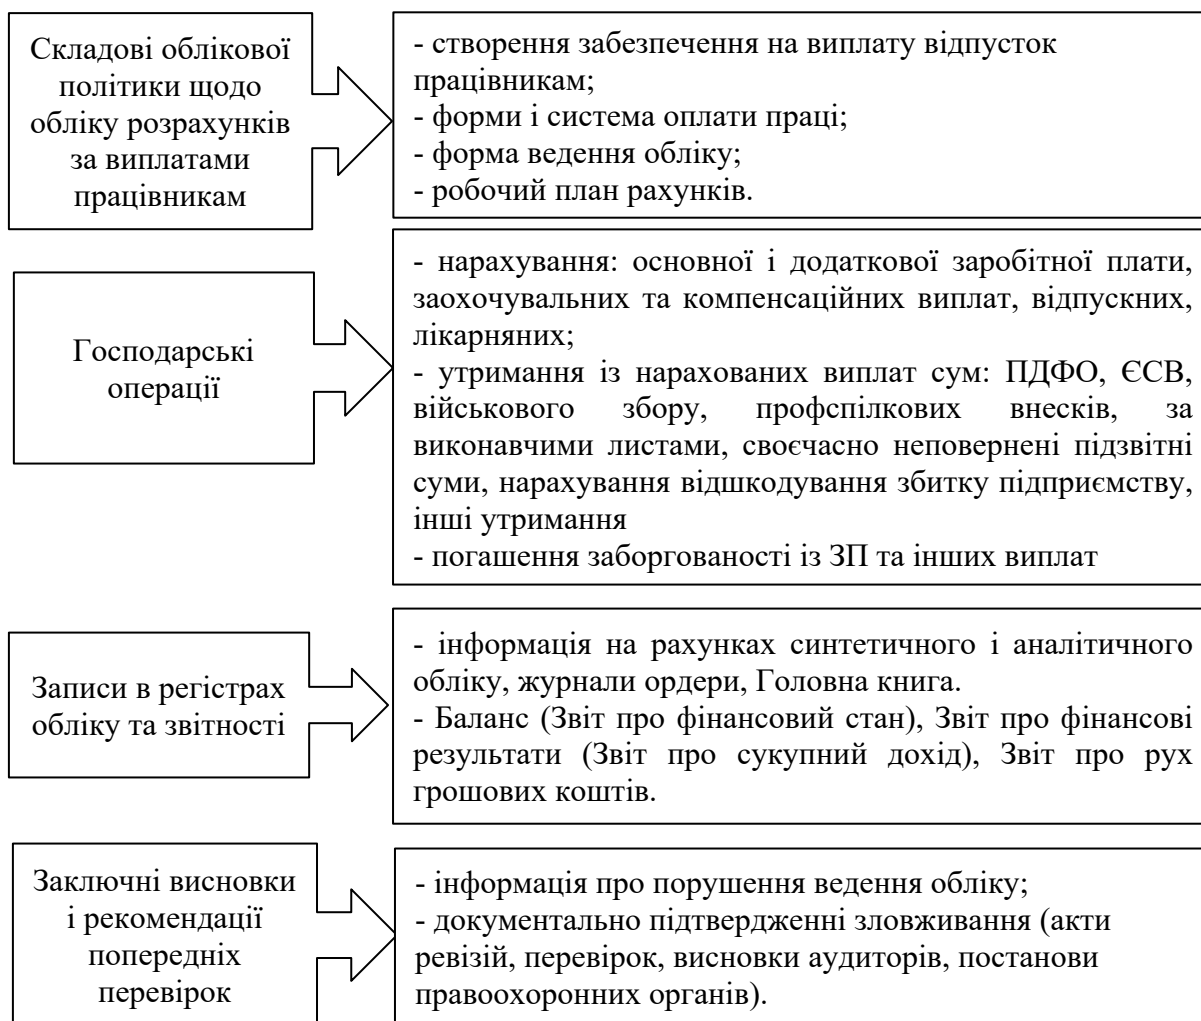 Складові облікової
політики щодо
обліку розрахунків
за виплатами
працівникам
- створення забезпечення на виплату відпусток
працівникам;
- форми і система оплати праці;
- форма ведення обліку;
- робочий план рахунків.
Господарські
операції
- нарахування: основної і додаткової заробітної плати,
заохочувальних та компенсаційних виплат, відпускних,
лікарняних;
- утримання із нарахованих виплат сум: ПДФО, ЄСВ,
військового збору, профспілкових внесків, за
виконавчими листами, своєчасно неповернені підзвітні
суми, нарахування відшкодування збитку підприємству,
інші утримання
- погашення заборгованості із ЗП та інших виплат
Записи в регістрах
обліку та звітності
- інформація на рахунках синтетичного і аналітичного
обліку, журнали ордери, Головна книга.
- Баланс (Звіт про фінансовий стан), Звіт про фінансові
результати (Звіт про сукупний дохід), Звіт про рух
грошових коштів.
Заключні висновки
і рекомендації
попередніх
перевірок
- інформація про порушення ведення обліку;
- документально підтвердженні зловживання (акти
ревізій, перевірок, висновки аудиторів, постанови
правоохоронних органів).